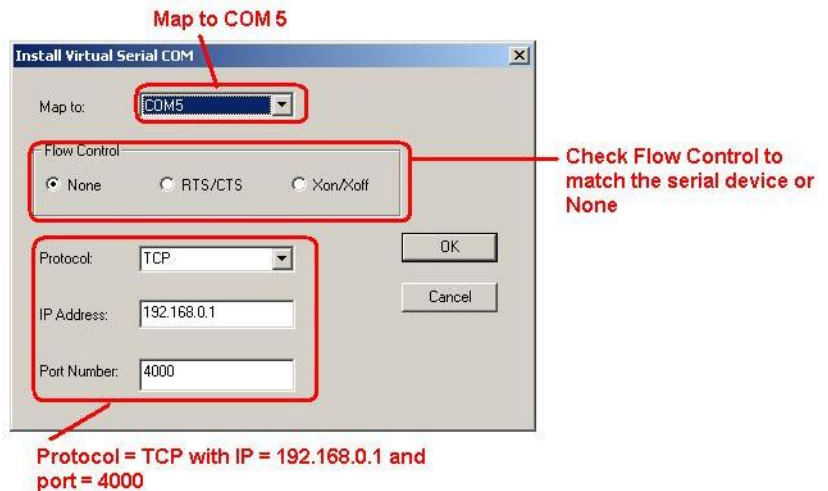 Map to COM 5
Install Virtual Serial COM
Map to: COM5
Flow Control
None RTS/CTS Xon/Xoff
Check Flow Control to
match the serial device or
None
Protocol: TCP
OK
IP Address: 192.168.0.1
Cancel
Port Number: 4000
Protocol = TCP with IP = 192.168.0.1 and
port = 4000